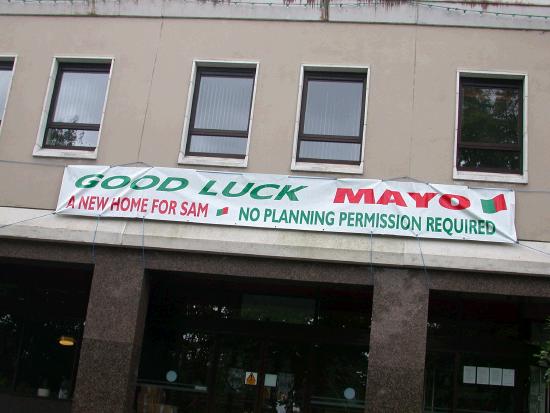 GOOD LUCK MAYO
A NEW HOME FOR SAM NO PLANNING PERMISSION REQUIRED